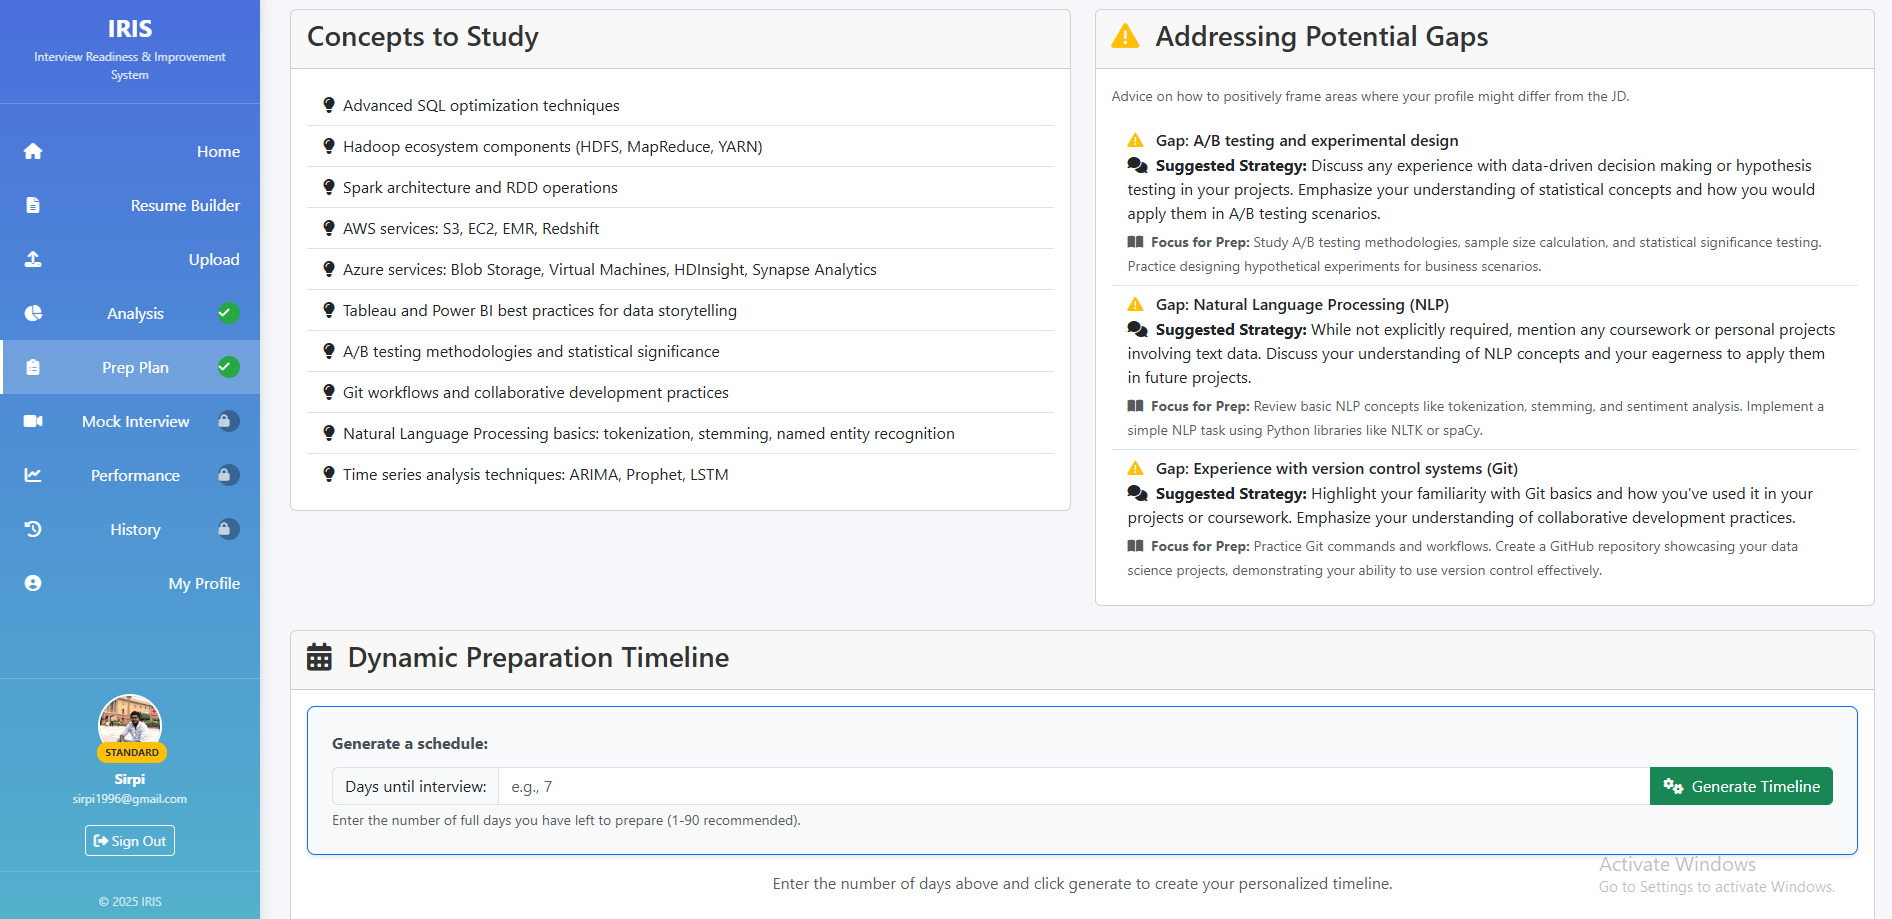 IRIS
Interview Readiness & Improvement
System
Home
Resume Builder
Upload
Analysis
Prep Plan
Mock Interview
Performance
History
My Profile
STANDARD
Sirpi
sirpi1996@gmail.com
Sign Out
© 2025 IRIS
Concepts to Study
Advanced SQL optimization techniques
Hadoop ecosystem components (HDFS, MapReduce, YARN)
Spark architecture and RDD operations
AWS services: S3, EC2, EMR, Redshift
Azure services: Blob Storage, Virtual Machines, HDInsight, Synapse Analytics
Tableau and Power BI best practices for data storytelling
A/B testing methodologies and statistical significance
Git workflows and collaborative development practices
Natural Language Processing basics: tokenization, stemming, named entity recognition
Time series analysis techniques: ARIMA, Prophet, LSTM
Addressing Potential Gaps
Advice on how to positively frame areas where your profile might differ from the JD.
Gap: A/B testing and experimental design
Suggested Strategy: Discuss any experience with data-driven decision making or hypothesis
testing in your projects. Emphasize your understanding of statistical concepts and how you would
apply them in A/B testing scenarios.
Focus for Prep: Study A/B testing methodologies, sample size calculation, and statistical significance testing.
Practice designing hypothetical experiments for business scenarios.
Gap: Natural Language Processing (NLP)
Suggested Strategy: While not explicitly required, mention any coursework or personal projects
involving text data. Discuss your understanding of NLP concepts and your eagerness to apply them
in future projects.
Focus for Prep: Review basic NLP concepts like tokenization, stemming, and sentiment analysis. Implement a
simple NLP task using Python libraries like NLTK or spaCy.
Gap: Experience with version control systems (Git)
Suggested Strategy: Highlight your familiarity with Git basics and how you've used it in your
projects or coursework. Emphasize your understanding of collaborative development practices.
Focus for Prep: Practice Git commands and workflows. Create a GitHub repository showcasing your data
science projects, demonstrating your ability to use version control effectively.
Dynamic Preparation Timeline
Generate a schedule:
Days until interview:
e.g., 7
Generate Timeline
Enter the number of full days you have left to prepare (1-90 recommended).
Enter the number of days above and click generate to create your personalized timeline.
Activate Windows
Go to Settings to activate Windows.